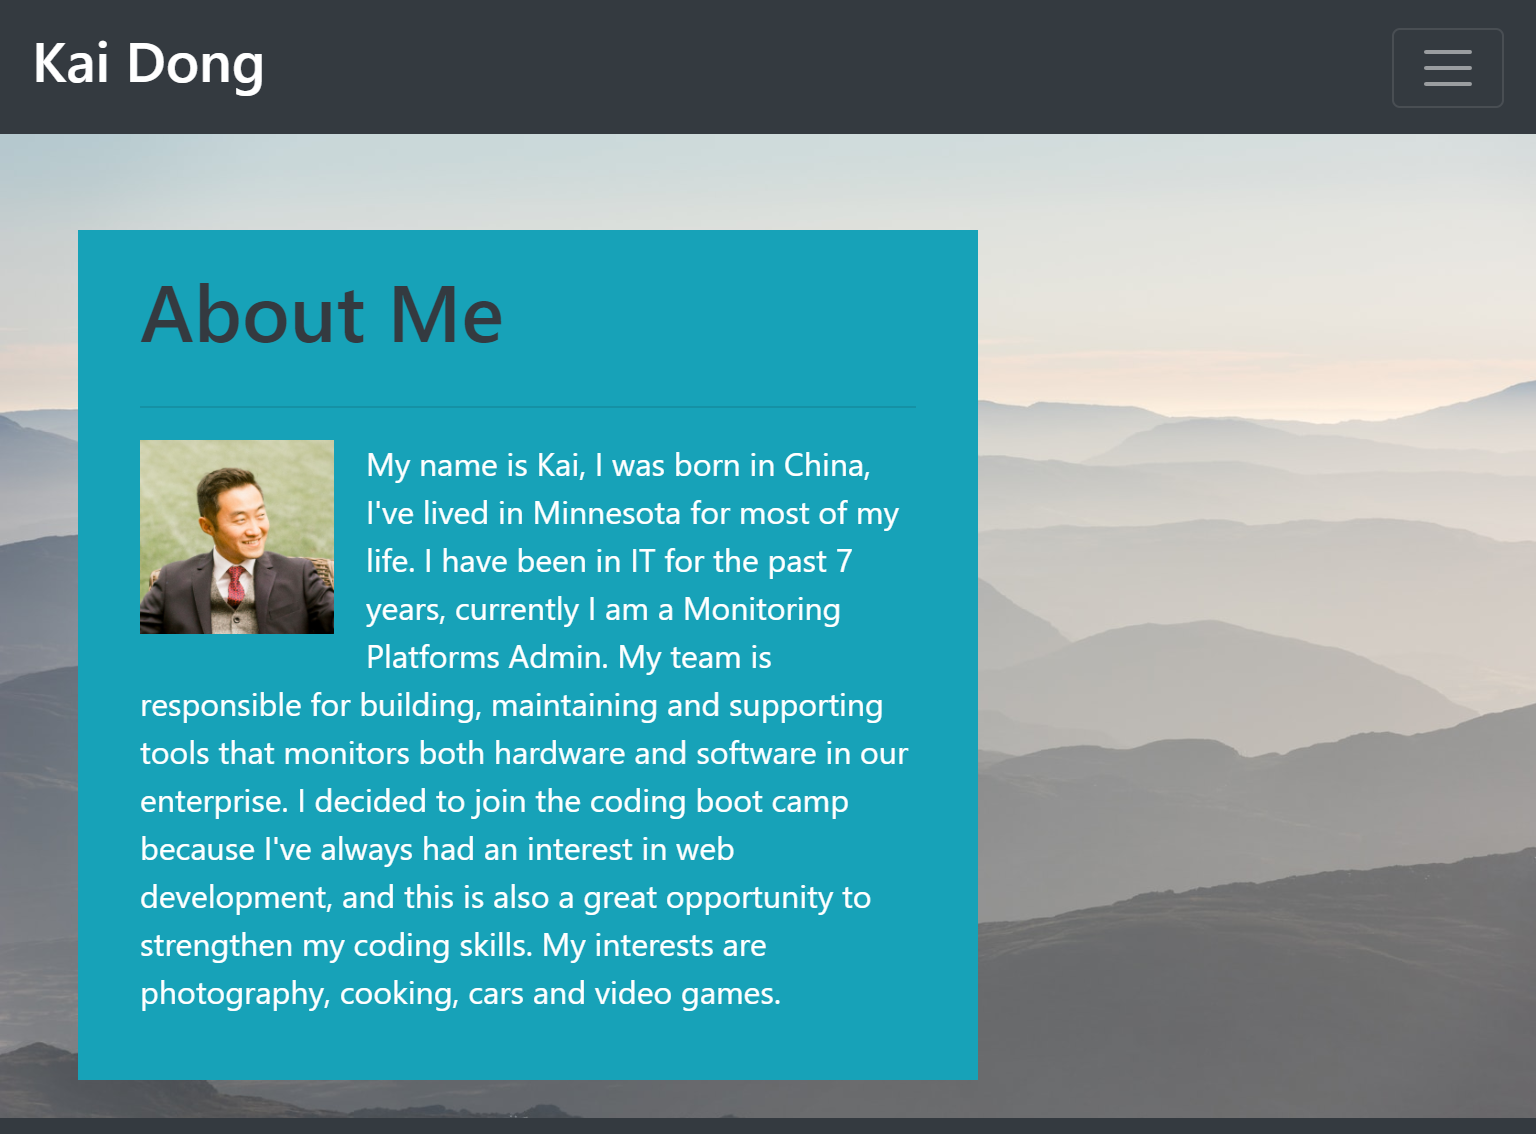 Kai Dong
About Me
My name is Kai, I was born in China,
I've lived in Minnesota for most of my
life. I have been in IT for the past 7
years, currently I am a Monitoring
Platforms Admin. My team is
responsible for building, maintaining and supporting
tools that monitors both hardware and software in our
enterprise. I decided to join the coding boot camp
because I've always had an interest in web
development, and this is also a great opportunity to
strengthen my coding skills. My interests are
photography, cooking, cars and video games.